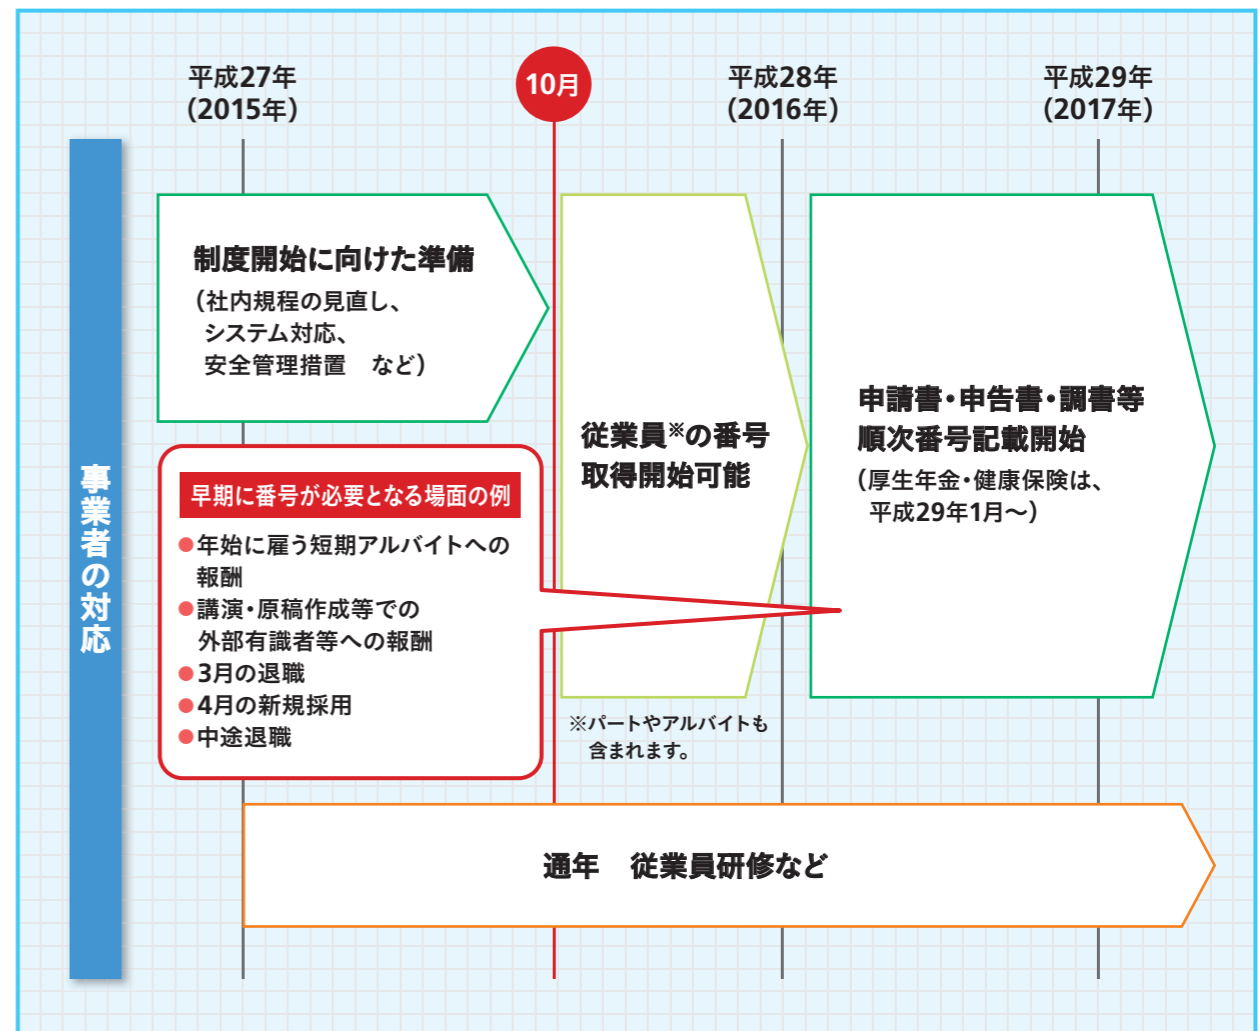 平成27年
（2015年）
10月
平成28年
（2016年）
平成29年
（2017年）
事業者の対応
制度開始に向けた準備
（社内規程の見直し、
システム対応、
安全管理措置　など）
早期に番号が必要となる場面の例
●年始に雇う短期アルバイトへの
報酬
●講演・原稿作成等での
外部有識者等への報酬
●3月の退職
●4月の新規採用
●中途退職
従業員※の番号
取得開始可能
※パートやアルバイトも
含まれます。
申請書・申告書・調書等
順次番号記載開始
（厚生年金・健康保険は、
平成29年1月～）
通年　従業員研修など